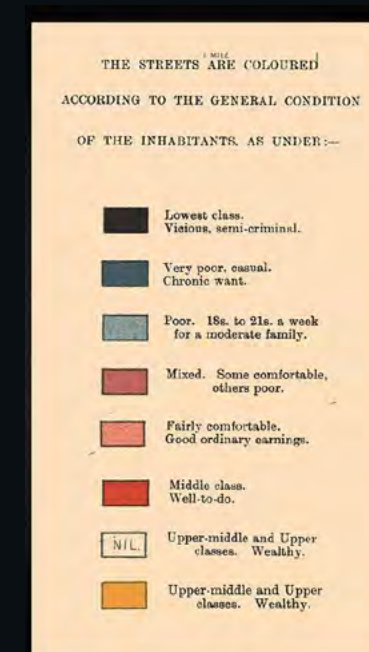 1 MILE
THE STREETS ARE COLOURED
ACCORDING TO THE GENERAL CONDITION
OF THE INHABITANTS, AS UNDER:—
Lowest class.
Vicious, semi-criminal.
Very poor, casual.
Chronic want.
Poor. 18s. to 21s. a week
for a moderate family.
Mixed. Some comfortable,
others poor.
Fairly comfortable.
Good ordinary earnings.
Middle class.
Well-to-do.
NIL.
Upper-middle and Upper
classes. Wealthy.
Upper-middle and Upper
classes. Wealthy.